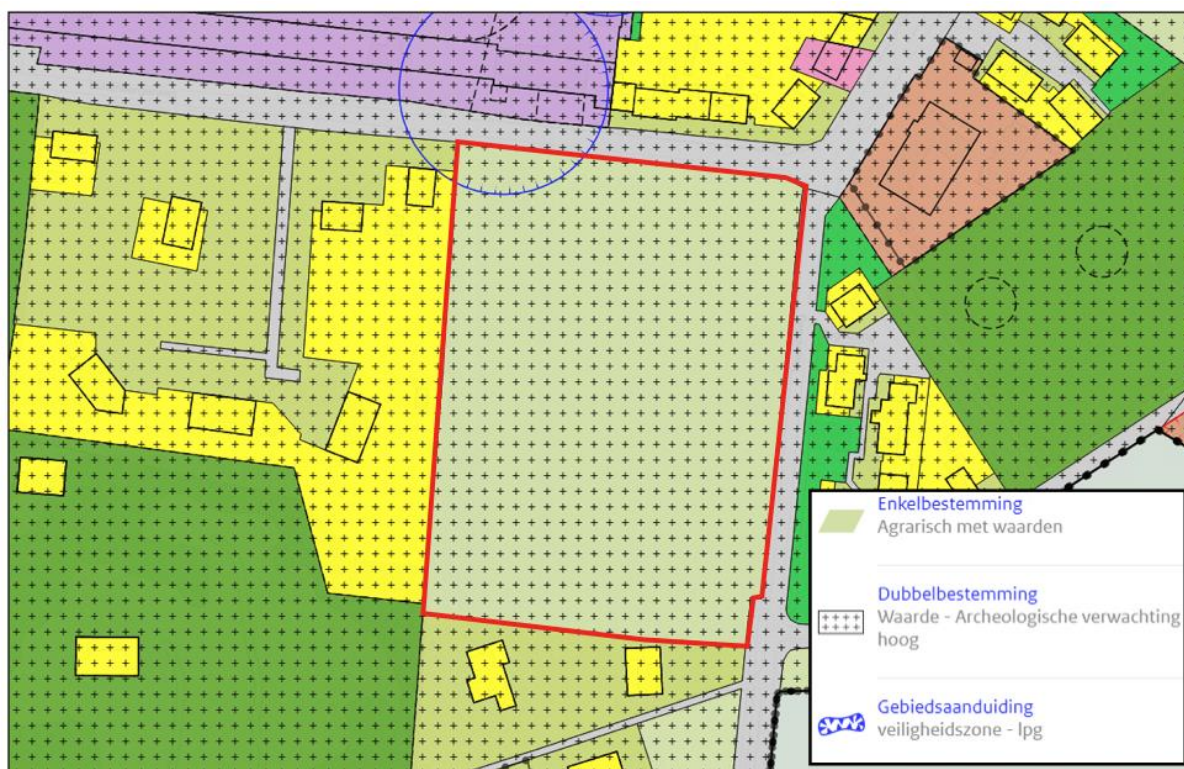 Enkelbestemming
Agrarisch met waarden
Dubbelbestemming
Waarde - Archeologische verwachting
hoog
Gebiedsaanduiding
veiligheidszone - lpg